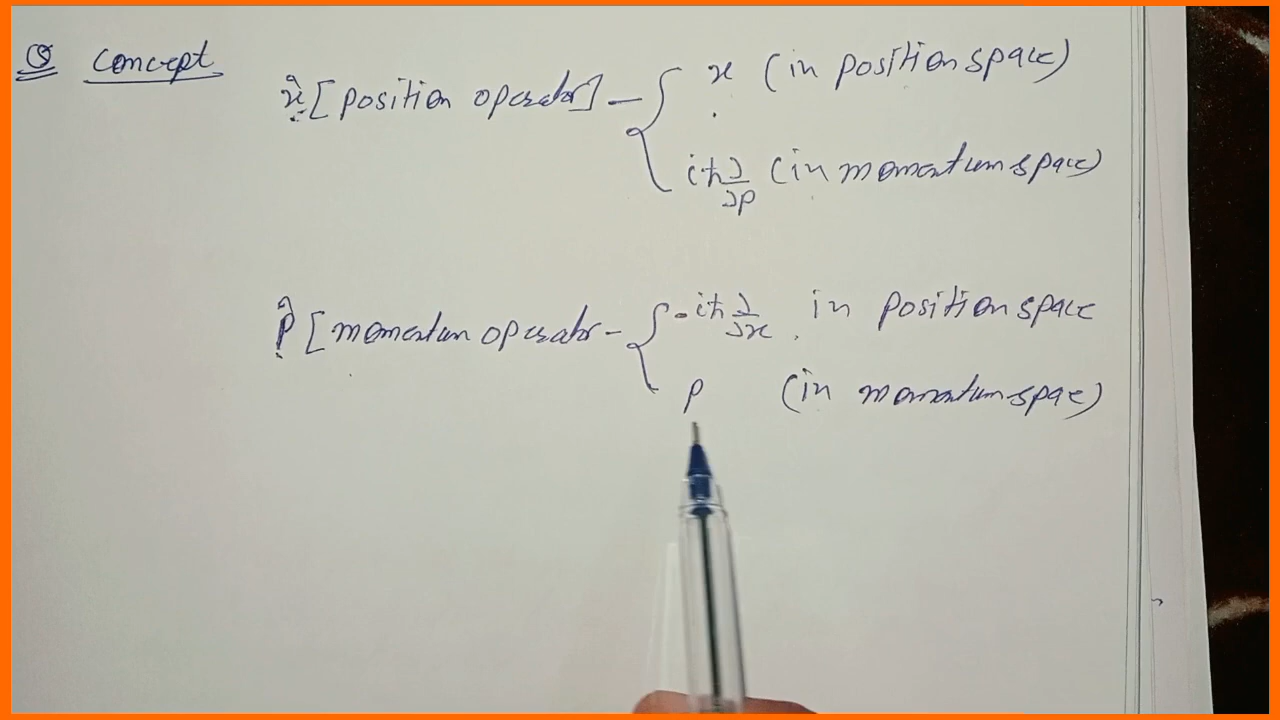 Q Concept
x̂ [position operator] – { x (in position space)
iħ ∂/∂p (in momentum space)
p̂ [momentum operator – { -iħ ∂/∂x in position space
p (in momentum space)